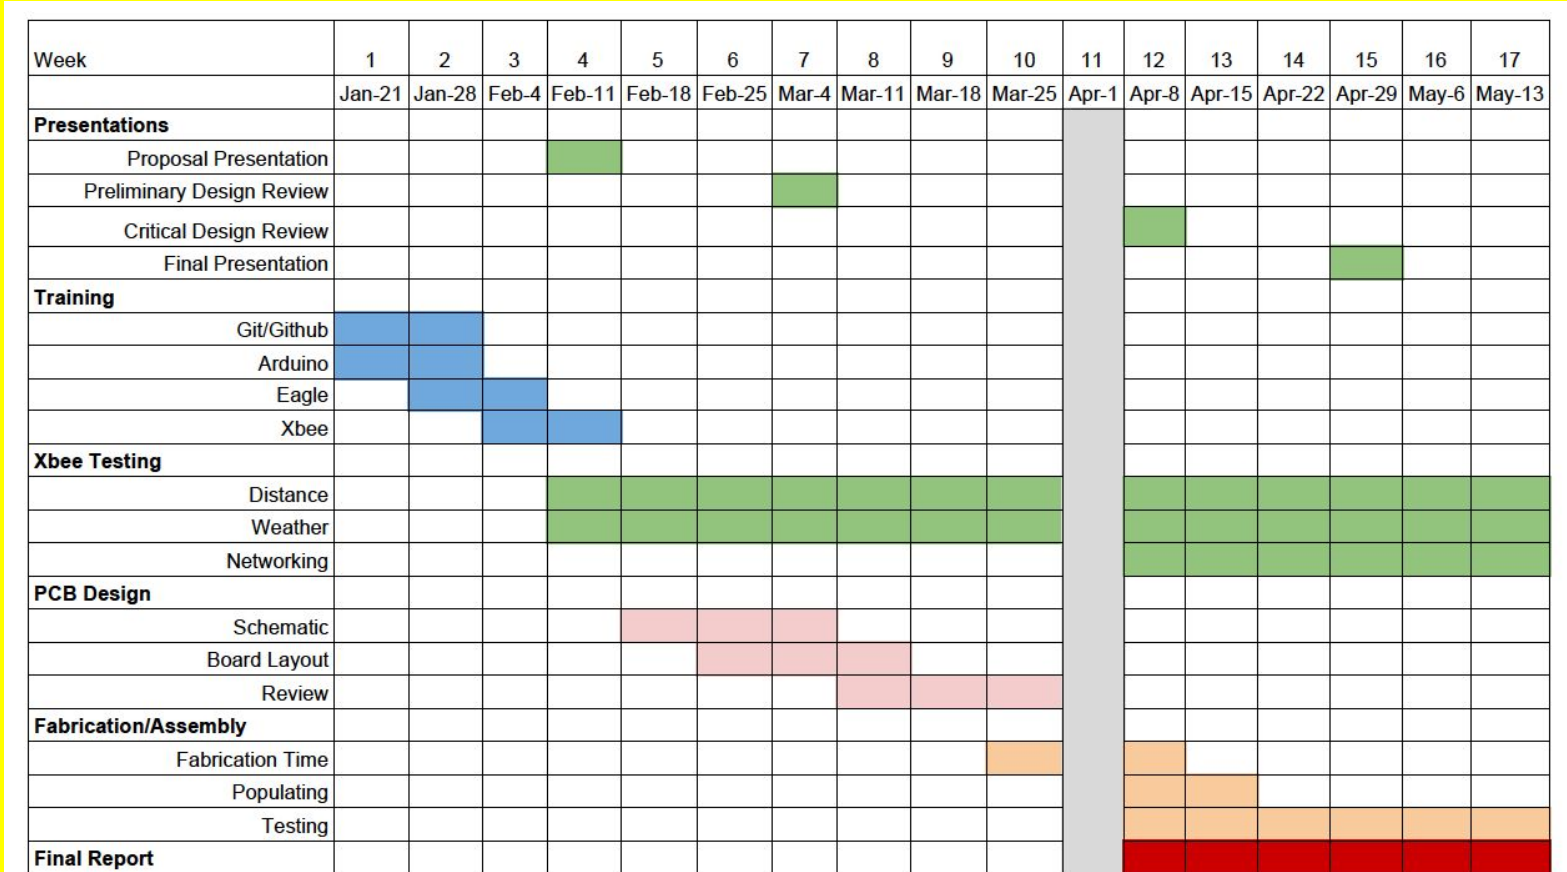 Week 1 2 3 4 5 6 7 8 9 10 11 12 13 14 15 16 17
Jan-21 Jan-28 Feb-4 Feb-11 Feb-18 Feb-25 Mar-4 Mar-11 Mar-18 Mar-25 Apr-1 Apr-8 Apr-15 Apr-22 Apr-29 May-6 May-13
Presentations
Proposal Presentation
Preliminary Design Review
Critical Design Review
Final Presentation
Training
Git/Github
Arduino
Eagle
Xbee
Xbee Testing
Distance
Weather
Networking
PCB Design
Schematic
Board Layout
Review
Fabrication/Assembly
Fabrication Time
Populating
Testing
Final Report